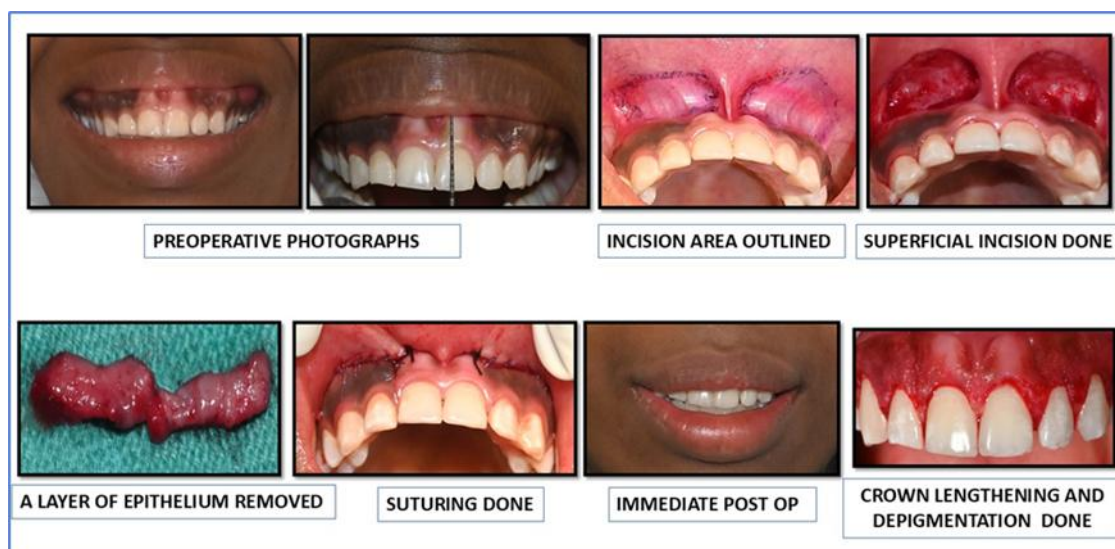 PREOPERATIVE PHOTOGRAPHS
INCISION AREA OUTLINED
SUPERFICIAL INCISION DONE
A LAYER OF EPITHELIUM REMOVED
SUTURING DONE
IMMEDIATE POST OP
CROWN LENGTHENING AND
DEPIGMENTATION DONE